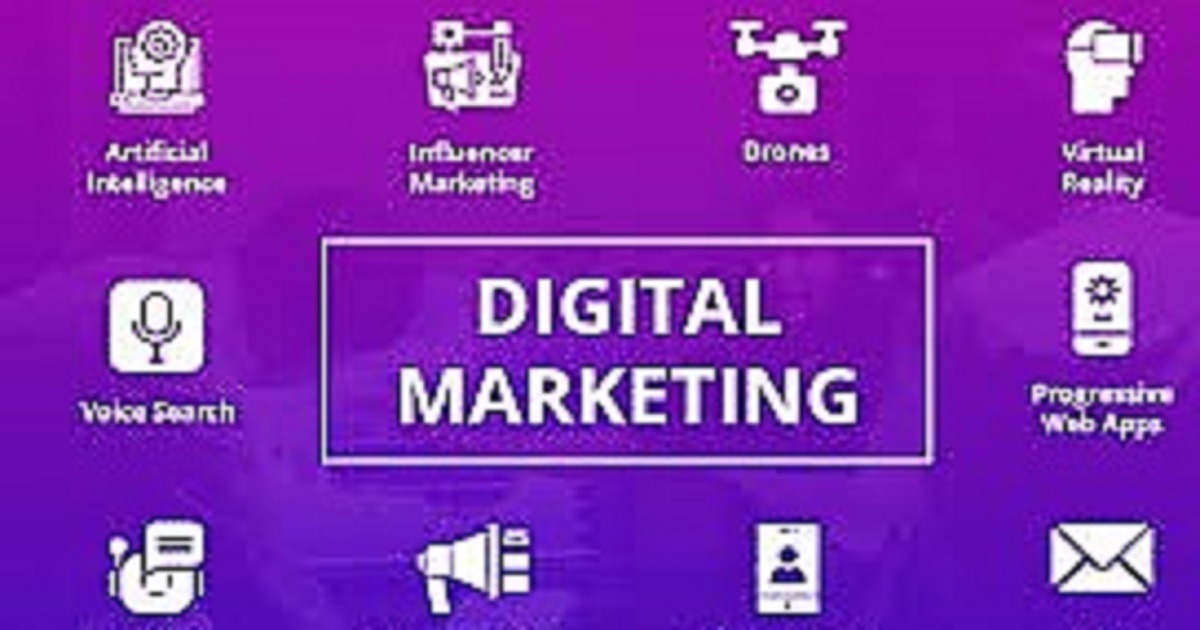 Artificial
Intelligence
Influencer
Marketing
Drones
Virtual
Reality
DIGITAL
MARKETING
Voice Search
Progressive
Web Apps